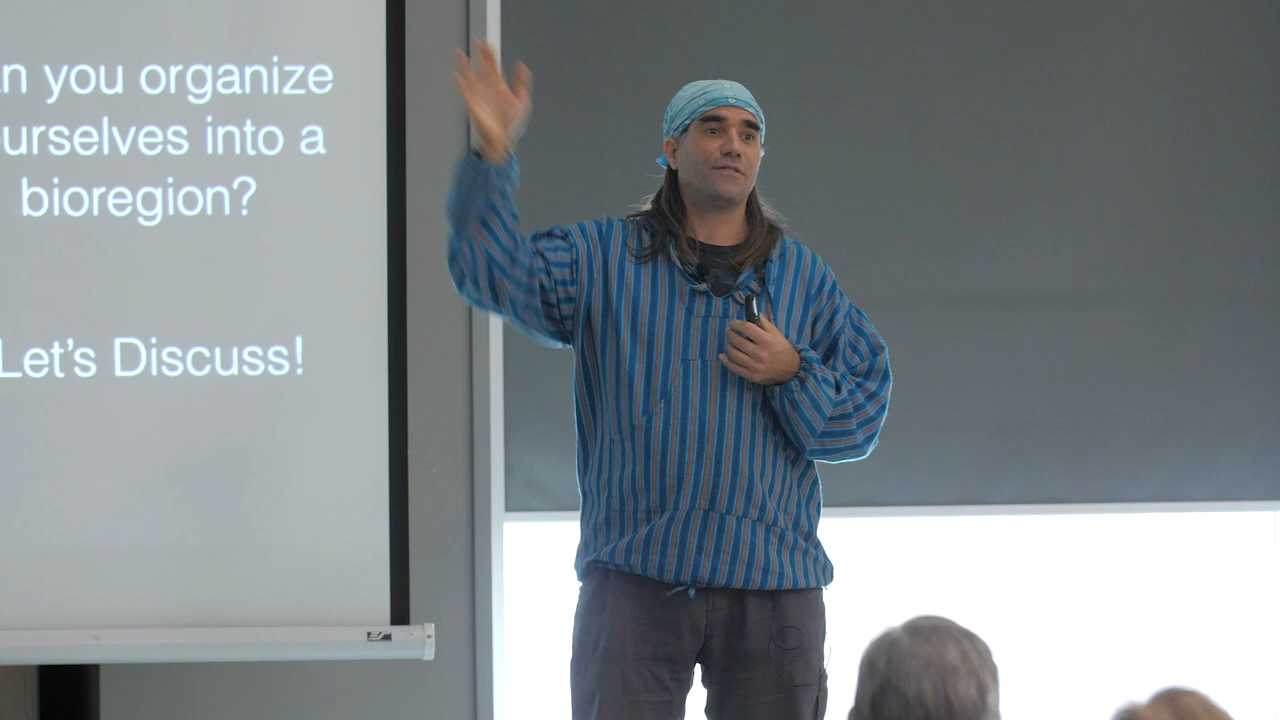 n you organize
urselves into a
bioregion?
Let's Discuss!